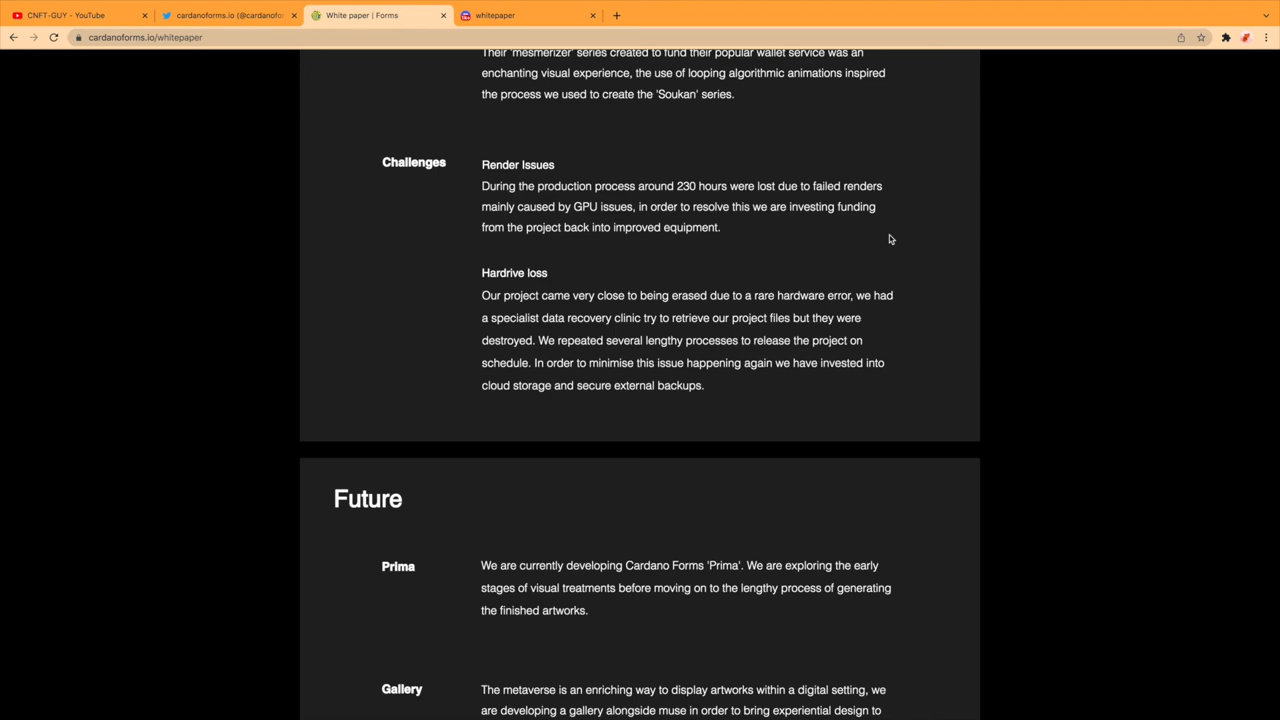 CNFT-GUY - YouTube
cardanoforms.io (@cardanofor
White paper | Forms
whitepaper
cardanoforms.io/whitepaper
Their 'mesmerizer' series created to fund their popular wallet service was an
enchanting visual experience, the use of looping algorithmic animations inspired
the process we used to create the 'Soukan' series.
Challenges
Render Issues
During the production process around 230 hours were lost due to failed renders
mainly caused by GPU issues, in order to resolve this we are investing funding
from the project back into improved equipment.
Hardrive loss
Our project came very close to being erased due to a rare hardware error, we had
a specialist data recovery clinic try to retrieve our project files but they were
destroyed. We repeated several lengthy processes to release the project on
schedule. In order to minimise this issue happening again we have invested into
cloud storage and secure external backups.
Future
Prima
We are currently developing Cardano Forms 'Prima'. We are exploring the early
stages of visual treatments before moving on to the lengthy process of generating
the finished artworks.
Gallery
The metaverse is an enriching way to display artworks within a digital setting, we
are developing a gallery alongside muse in order to bring experiential design to